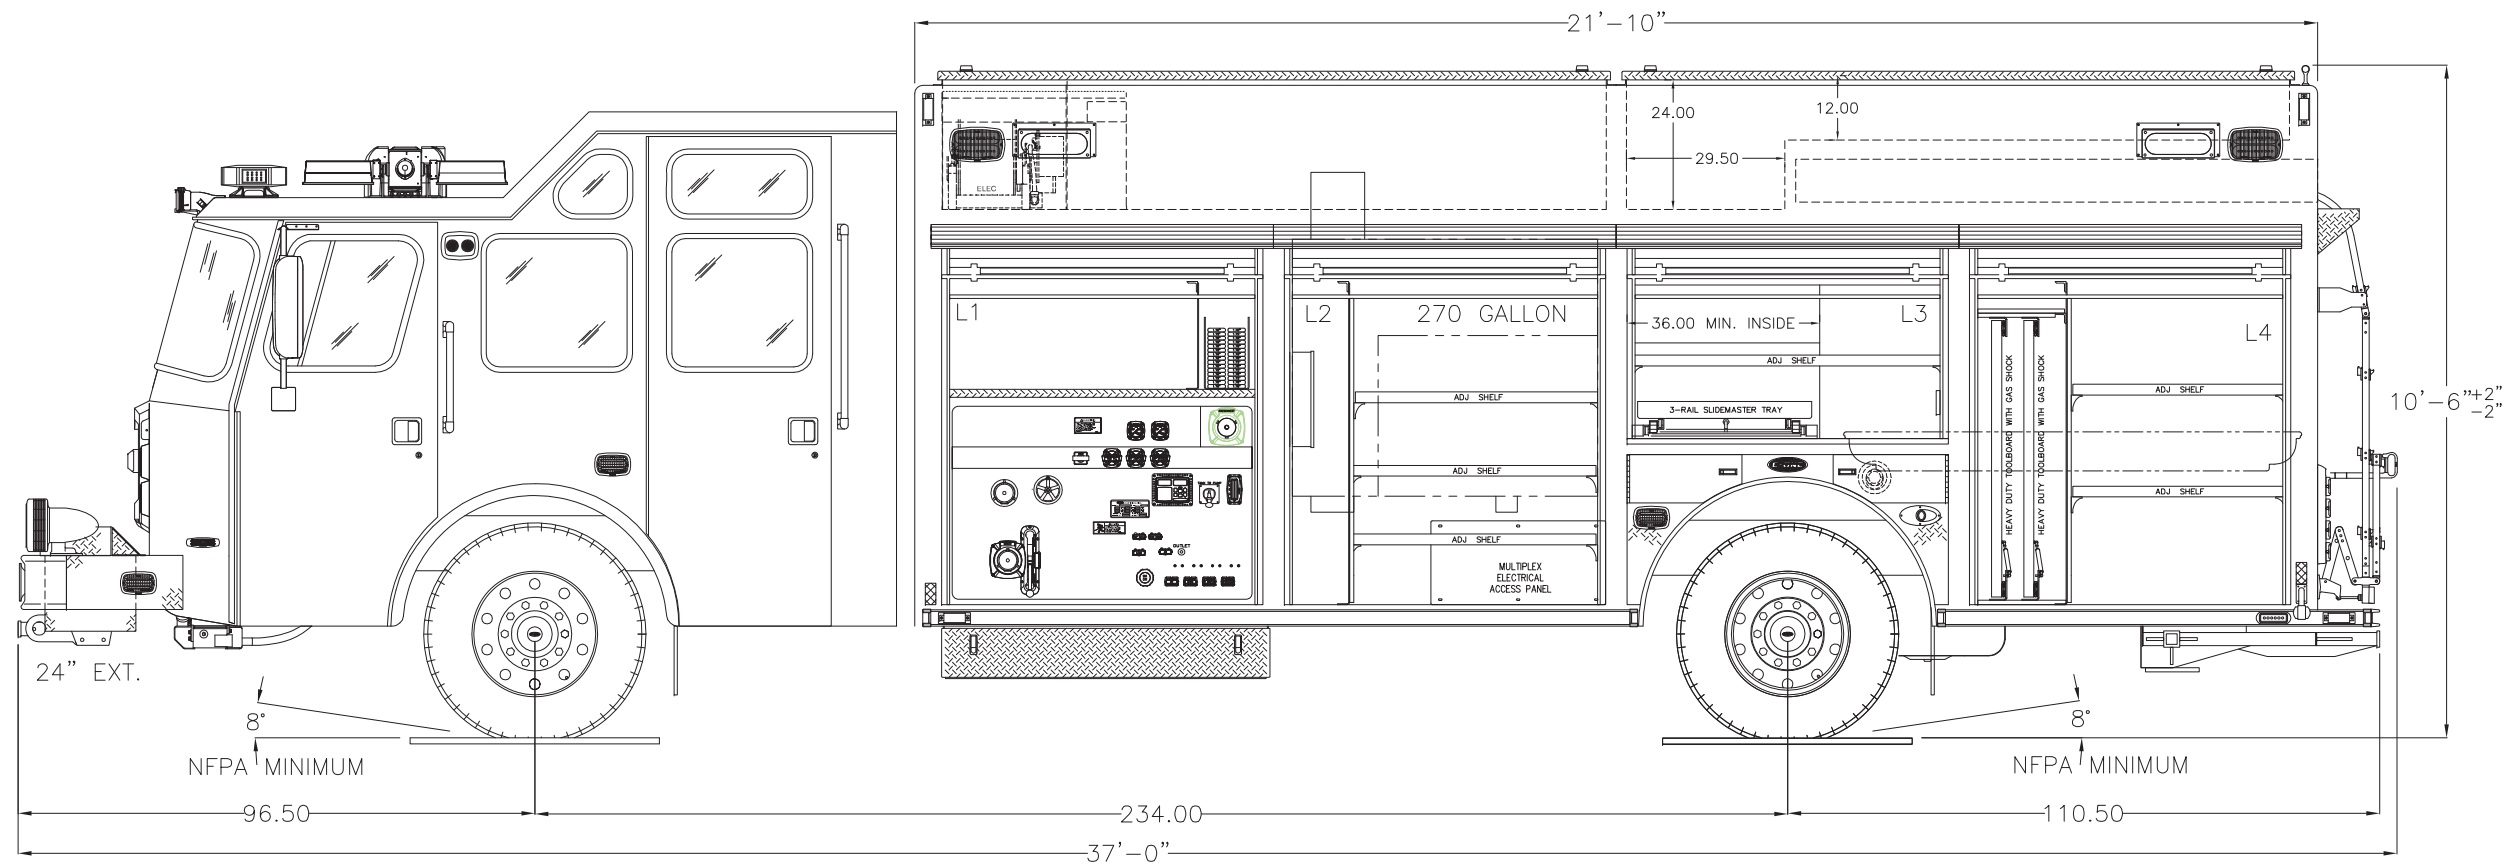 21'-10"
24.00
12.00
29.50
ELEC
L1
L2
270 GALLON
36.00 MIN. INSIDE
L3
L4
ADJ SHELF
ADJ SHELF
ADJ SHELF
3-RAIL SLIDEMASTER TRAY
HEAVY DUTY TOOLBOARD WITH GAS SHOCK
HEAVY DUTY TOOLBOARD WITH GAS SHOCK
10'-6"+2"
-2"
ADJ SHELF
ADJ SHELF
ADJ SHELF
OUTLET
MULTIPLEX
ELECTRICAL
ACCESS PANEL
24" EXT.
8°
NFPA MINIMUM
8°
NFPA MINIMUM
96.50
234.00
110.50
37'-0"